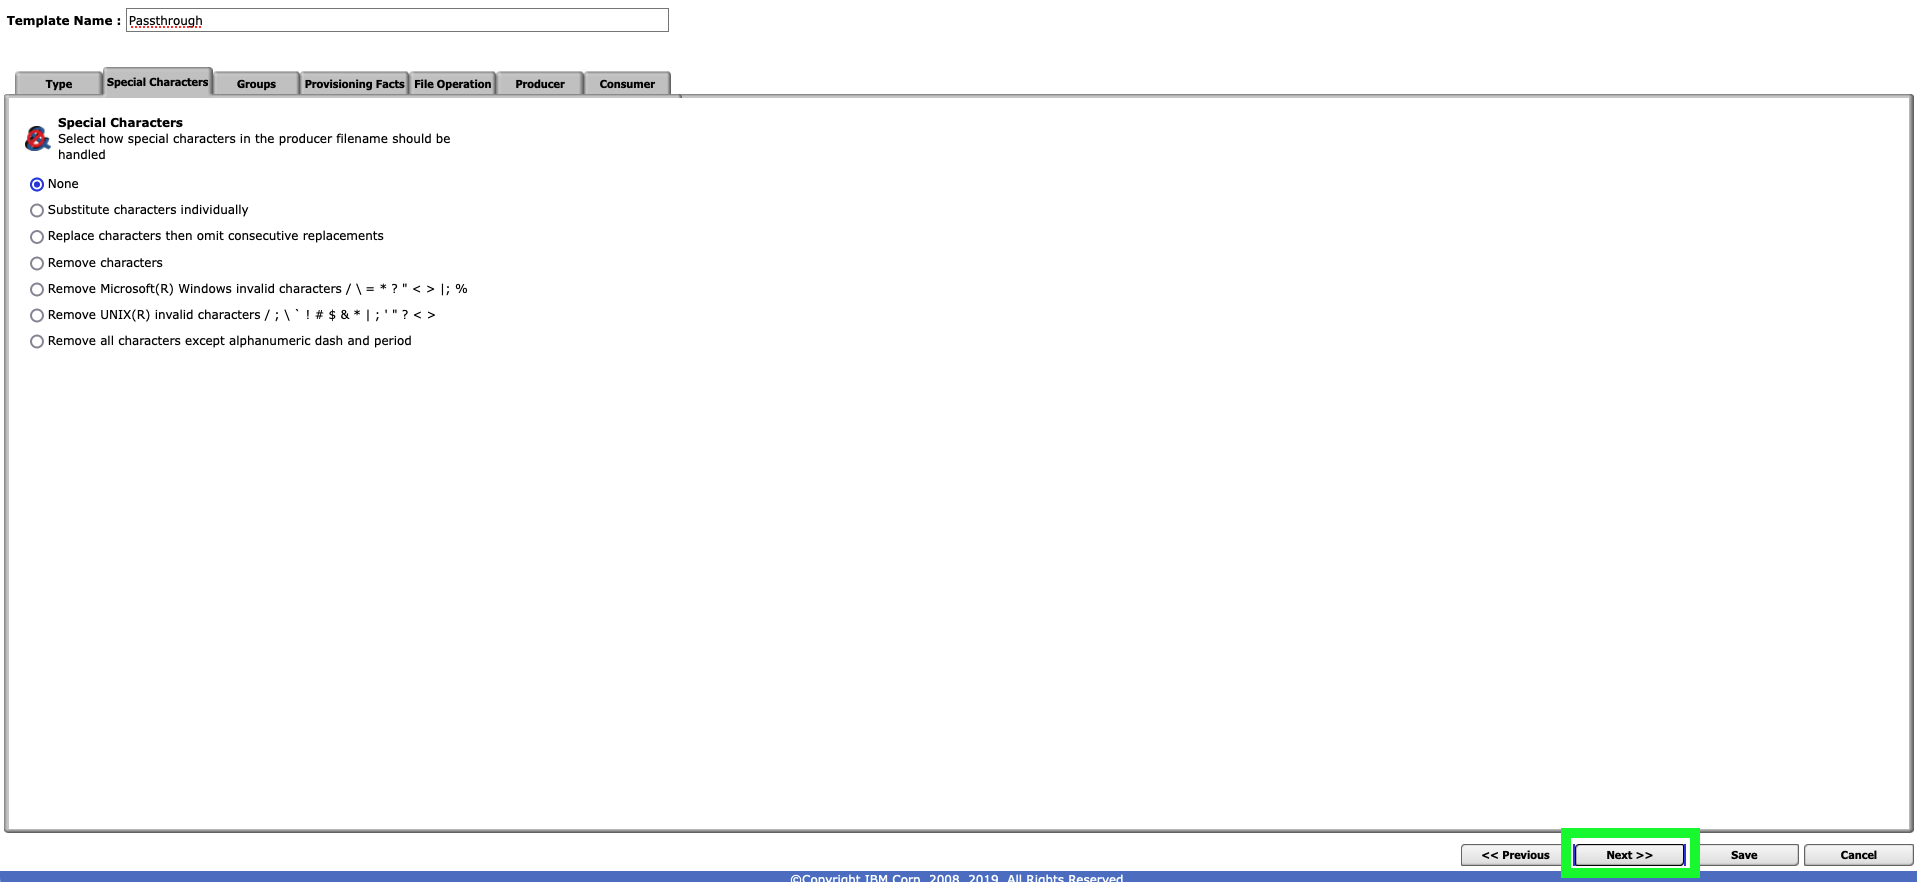 Template Name : Passthrough
Type Special Characters Groups Provisioning Facts File Operation Producer Consumer
Special Characters
Select how special characters in the producer filename should be
handled
None
Substitute characters individually
Replace characters then omit consecutive replacements
Remove characters
Remove Microsoft(R) Windows invalid characters / \ = * ? " < > |; %
Remove UNIX(R) invalid characters / ; \ ` ! # $ & * | ; ' " ? < >
Remove all characters except alphanumeric dash and period
<< Previous Next >> Save Cancel
©Copyright IBM Corp. 2008, 2019. All Rights Reserved